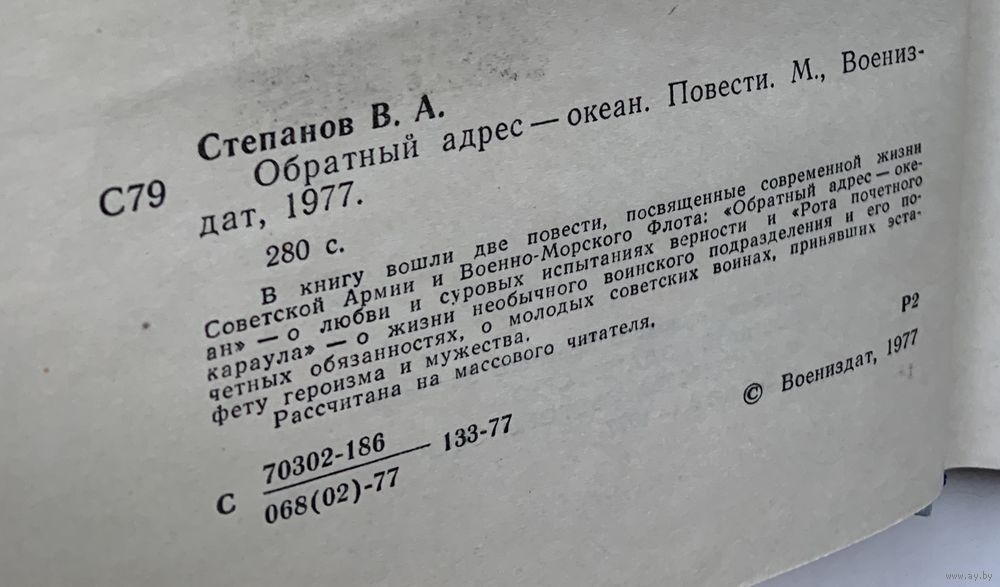 Степанов В. А.
С79 Обратный адрес — океан. Повести. М., Воениз-
дат, 1977.
280 с.
В книгу вошли две повести, посвященные современной жизни
Советской Армии и Военно-Морского Флота: «Обратный адрес — оке-
ан» — о любви и суровых испытаниях верности и «Рота почетного
караула» — о жизни необычного воинского подразделения и его по-
четных обязанностях, о молодых советских воинах, принявших эста-
фету героизма и мужества.
Рассчитана на массового читателя.
Р2
С 70302-186 — 133-77
068(02)-77
© Воениздат, 1977
www.ay.by